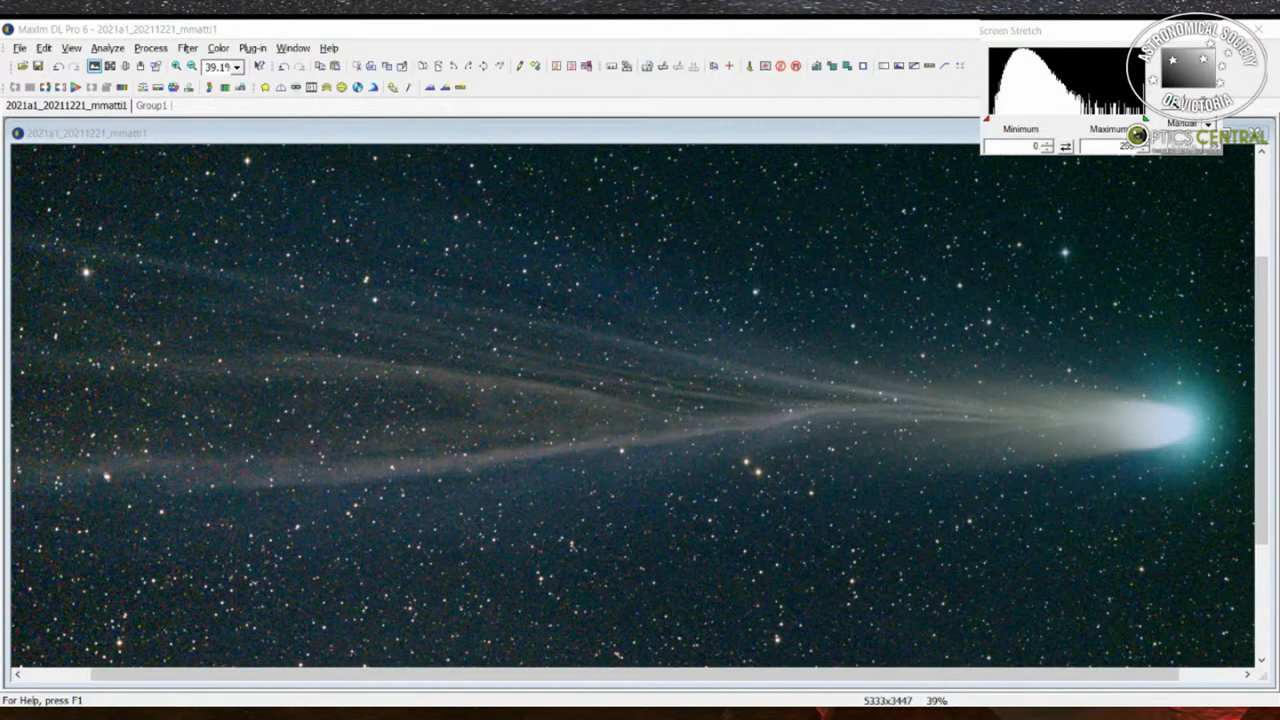 MaxIm DL Pro 6 - 2021a1_20211221_mmatti1
Screen Stretch
File Edit View Analyze Process Filter Color Plug-in Window Help
39.1%
ASTRONOMICAL SOCIETY
OF VICTORIA
2021a1_20211221_mmatti1 Group1
Manual
2021a1_20211221_mmatti1
Minimum Maximum
OPTICS CENTRAL
0
For Help, press F1
5333x3447 39%